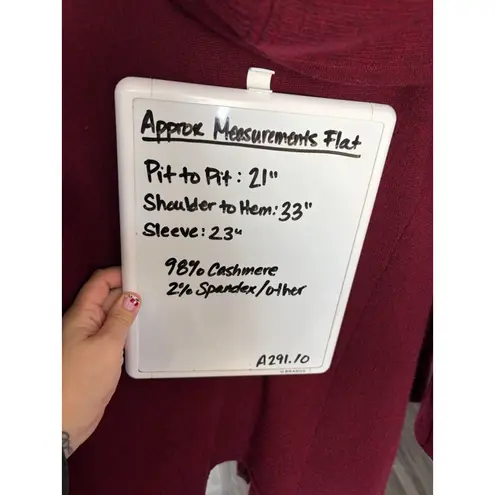 Approx Measurements Flat
Pit to Pit: 21"
Shoulder to Hem: 33"
Sleeve: 23"
98% Cashmere
2% Spandex/other
A291.10